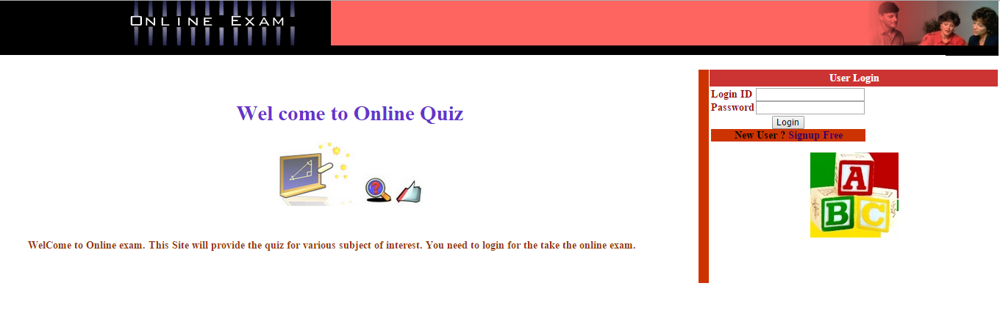 Online Exam
Wel come to Online Quiz
?
WelCome to Online exam. This Site will provide the quiz for various subject of interest. You need to login for the take the online exam.
User Login
Login ID
Password
Login
New User ? Signup Free
A
B C